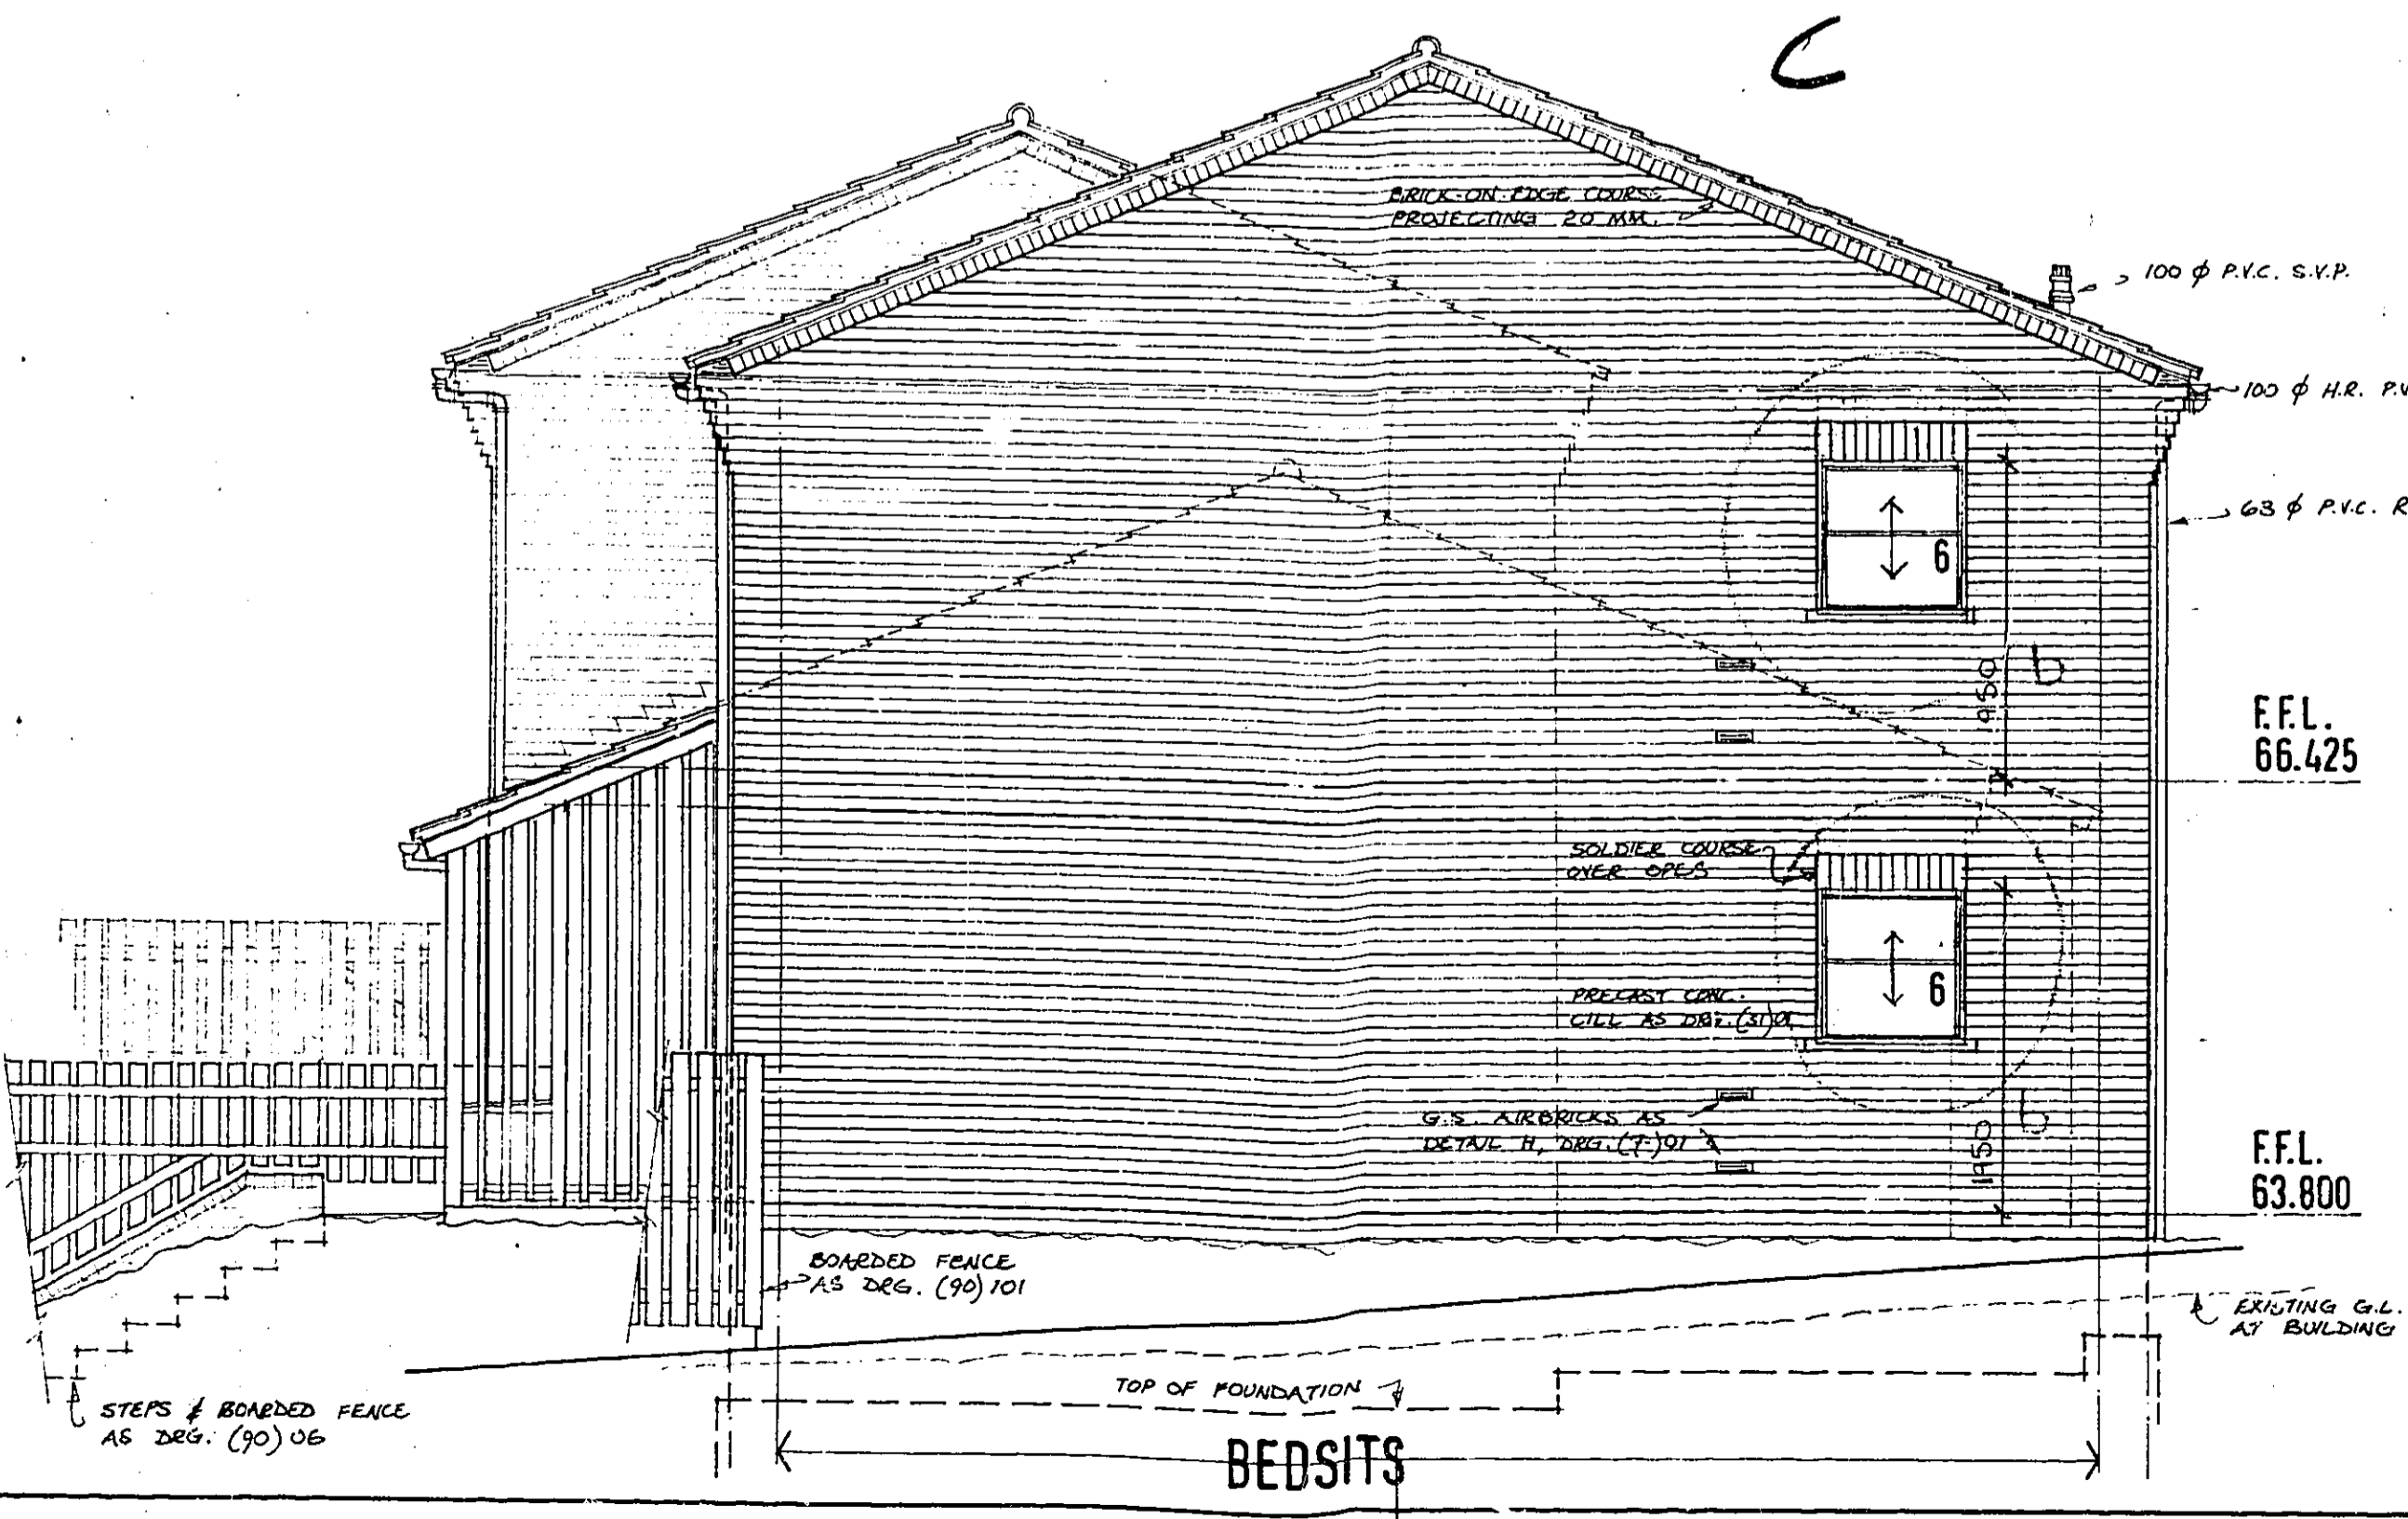 C
BRICK-ON-EDGE COURSE
PROJECTING 20 MM.
100 φ P.V.C. S.V.P.
100 φ H.R. P.V
63 φ P.V.C. R
6
1950
b
F.F.L.
66.425
SOLDIER COURSE
OVER OPES
6
PRECAST CONC.
CILL AS DRG. (31)01
G.S. AIRBRICKS AS
DETAIL H, DRG. (7-)01
1950
b
F.F.L.
63.800
BOARDED FENCE
AS DRG. (90) 101
EXISTING G.L.
AT BUILDING
TOP OF FOUNDATION
STEPS & BOARDED FENCE
AS DRG. (90) 06
BEDSITS